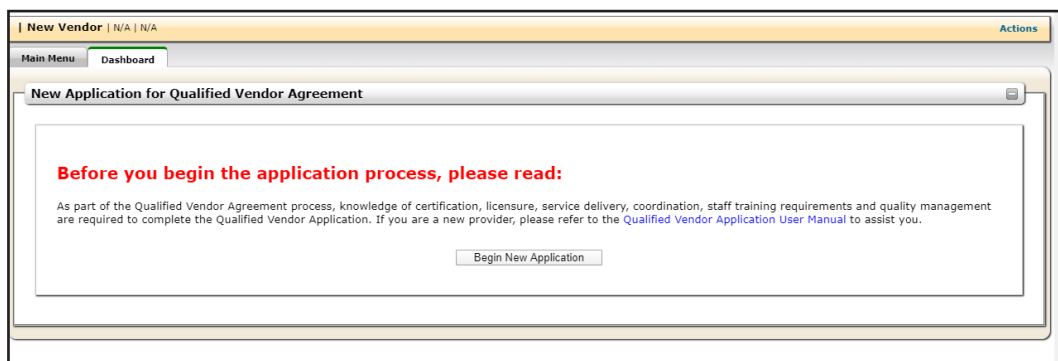 | New Vendor | N/A | N/A
Actions
Main Menu Dashboard
New Application for Qualified Vendor Agreement
Before you begin the application process, please read:
As part of the Qualified Vendor Agreement process, knowledge of certification, licensure, service delivery, coordination, staff training requirements and quality management
are required to complete the Qualified Vendor Application. If you are a new provider, please refer to the Qualified Vendor Application User Manual to assist you.
Begin New Application